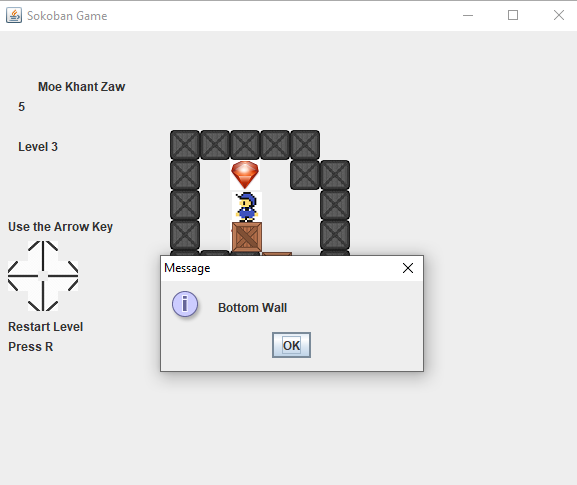 Sokoban Game
Moe Khant Zaw
5
Level 3
Use the Arrow Key
Message
Bottom Wall
OK
Restart Level
Press R